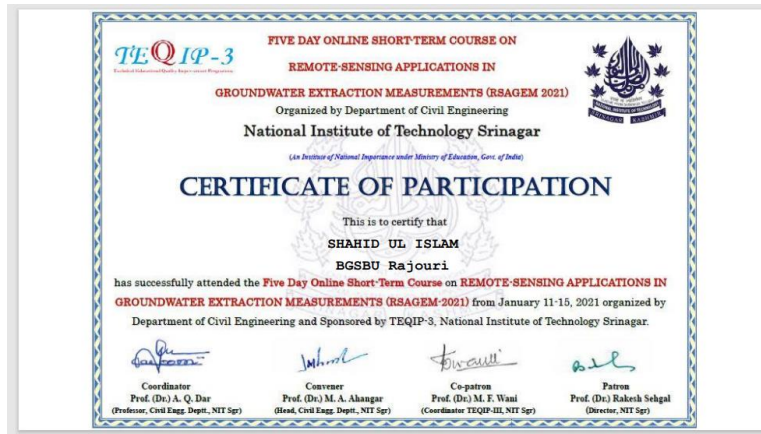 TEQIP-3
Technical Education Quality Improvement Programme
FIVE DAY ONLINE SHORT-TERM COURSE ON
REMOTE-SENSING APPLICATIONS IN
GROUNDWATER EXTRACTION MEASUREMENTS (RSAGEM 2021)
Organized by Department of Civil Engineering
National Institute of Technology Srinagar
(An Institute of National Importance under Ministry of Education, Govt. of India)
SRINAGAR KASHMIR
CERTIFICATE OF PARTICIPATION
This is to certify that
SHAHID UL ISLAM
BGSBU Rajouri
has successfully attended the Five Day Online Short-Term Course on REMOTE-SENSING APPLICATIONS IN
GROUNDWATER EXTRACTION MEASUREMENTS (RSAGEM-2021) from January 11-15, 2021 organized by
Department of Civil Engineering and Sponsored by TEQIP-3, National Institute of Technology Srinagar.
Coordinator
Prof. (Dr.) A. Q. Dar
(Professor, Civil Engg. Deptt., NIT Sgr)
Convener
Prof. (Dr.) M. A. Ahangar
(Head, Civil Engg. Deptt., NIT Sgr)
Co-patron
Prof. (Dr.) M. F. Wani
(Coordinator TEQIP-III, NIT Sgr)
Patron
Prof. (Dr.) Rakesh Sehgal
(Director, NIT Sgr)